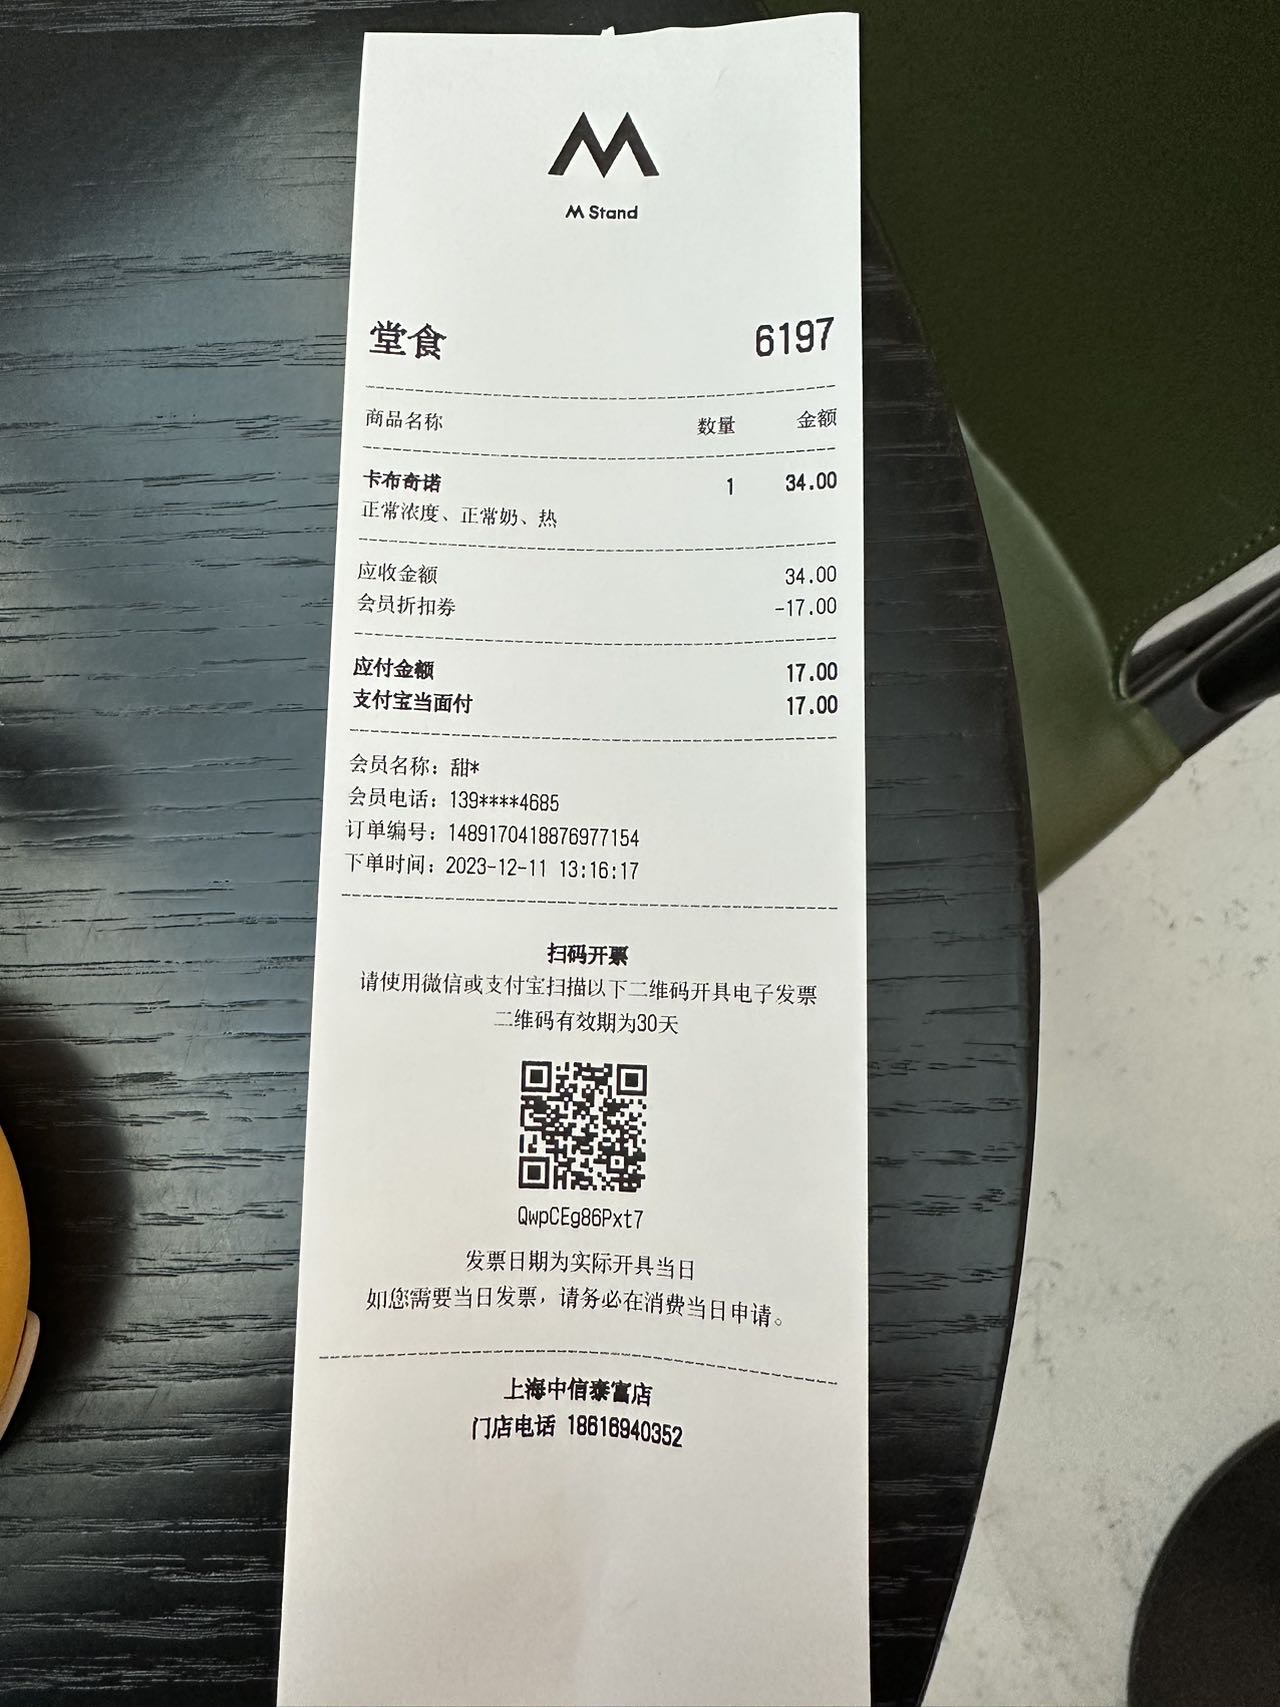 M Stand
堂食 6197
商品名称 数量 金额
卡布奇诺 1 34.00
正常浓度、正常奶、热
应收金额 34.00
会员折扣券 -17.00
应付金额 17.00
支付宝当面付 17.00
会员名称：甜*
会员电话：139****4685
订单编号：1489170418876977154
下单时间：2023-12-11 13:16:17
扫码开票
请使用微信或支付宝扫描以下二维码开具电子发票
二维码有效期为30天
QwpCEg86Pxt7
发票日期为实际开具当日
如您需要当日发票，请务必在消费当日申请。
上海中信泰富店
门店电话 18616940352